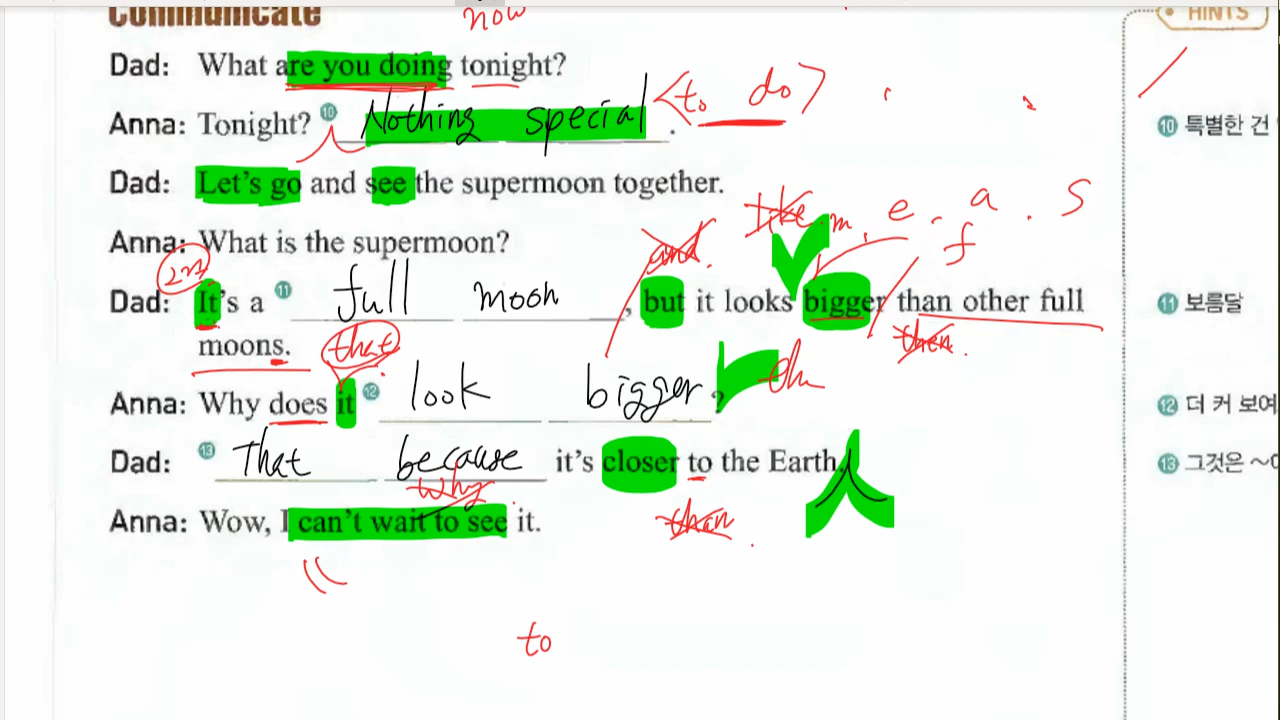 Communicate
now
HINTS
Dad: What are you doing tonight?
Anna: Tonight? ⑩ Nothing special <to do>.
⑩ 특별한 건
Dad: Let's go and see the supermoon together.
like m, e. a. s
Anna: What is the supermoon?
and. f
Dad: It's a ⑪ full moon, but it looks bigger than other full
⑪ 보름달
moons. that then.
Anna: Why does it ⑫ look bigger?
⑫ 더 커 보여
Dad: ⑬ That because it's closer to the Earth.
⑬ 그것은 ~
why
Anna: Wow, I can't wait to see it.
than.
to